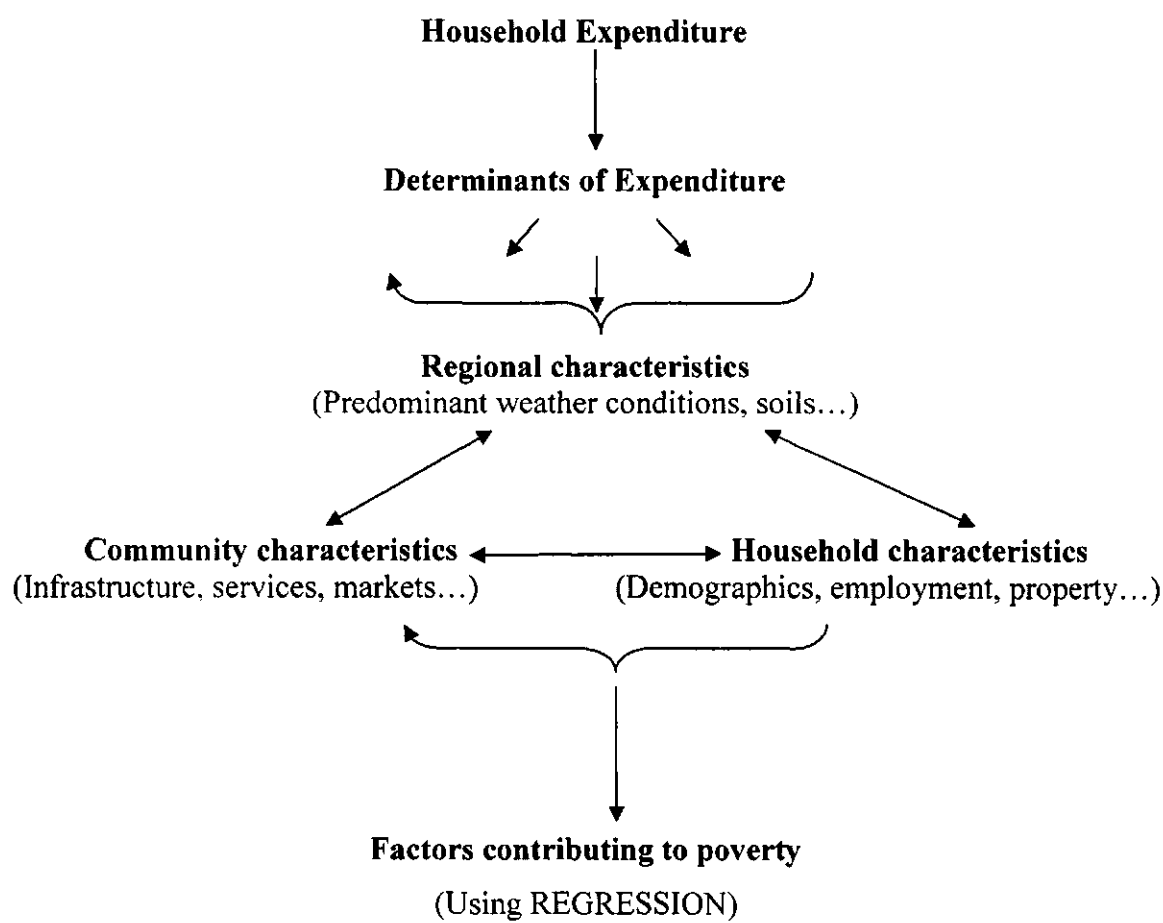 Household Expenditure
Determinants of Expenditure
Regional characteristics
(Predominant weather conditions, soils…)
Community characteristics
(Infrastructure, services, markets…)
Household characteristics
(Demographics, employment, property…)
Factors contributing to poverty
(Using REGRESSION)